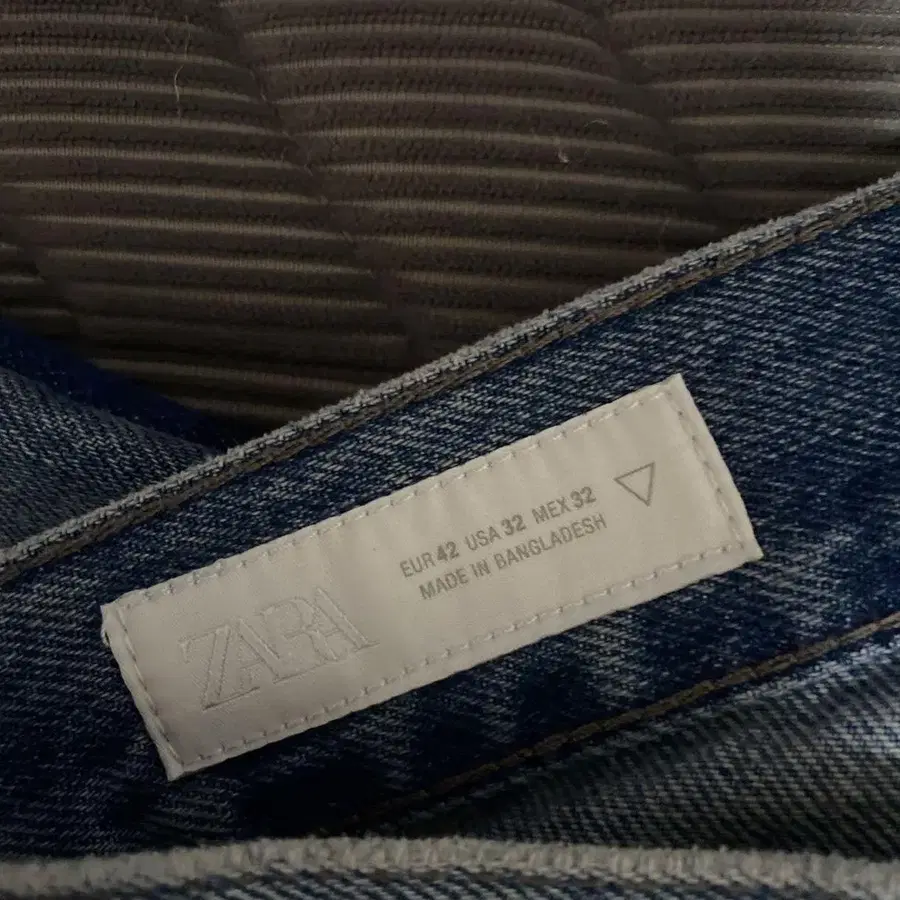 ZARA
EUR 42 USA 32 MEX 32
MADE IN BANGLADESH